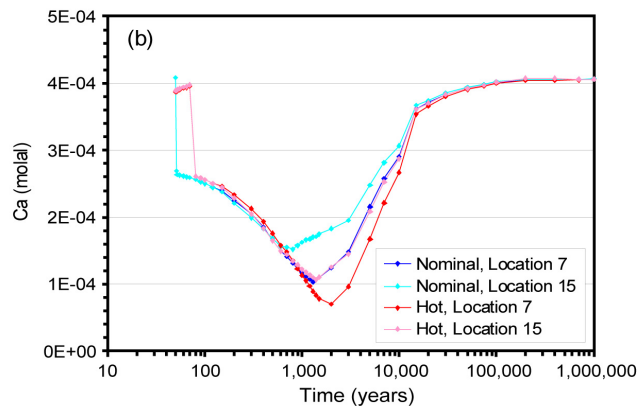 5E-04
(b)
4E-04
3E-04
2E-04
1E-04
0E+00
Ca (molal)
Nominal, Location 7
Nominal, Location 15
Hot, Location 7
Hot, Location 15
10
100
1,000
10,000
100,000
1,000,000
Time (years)